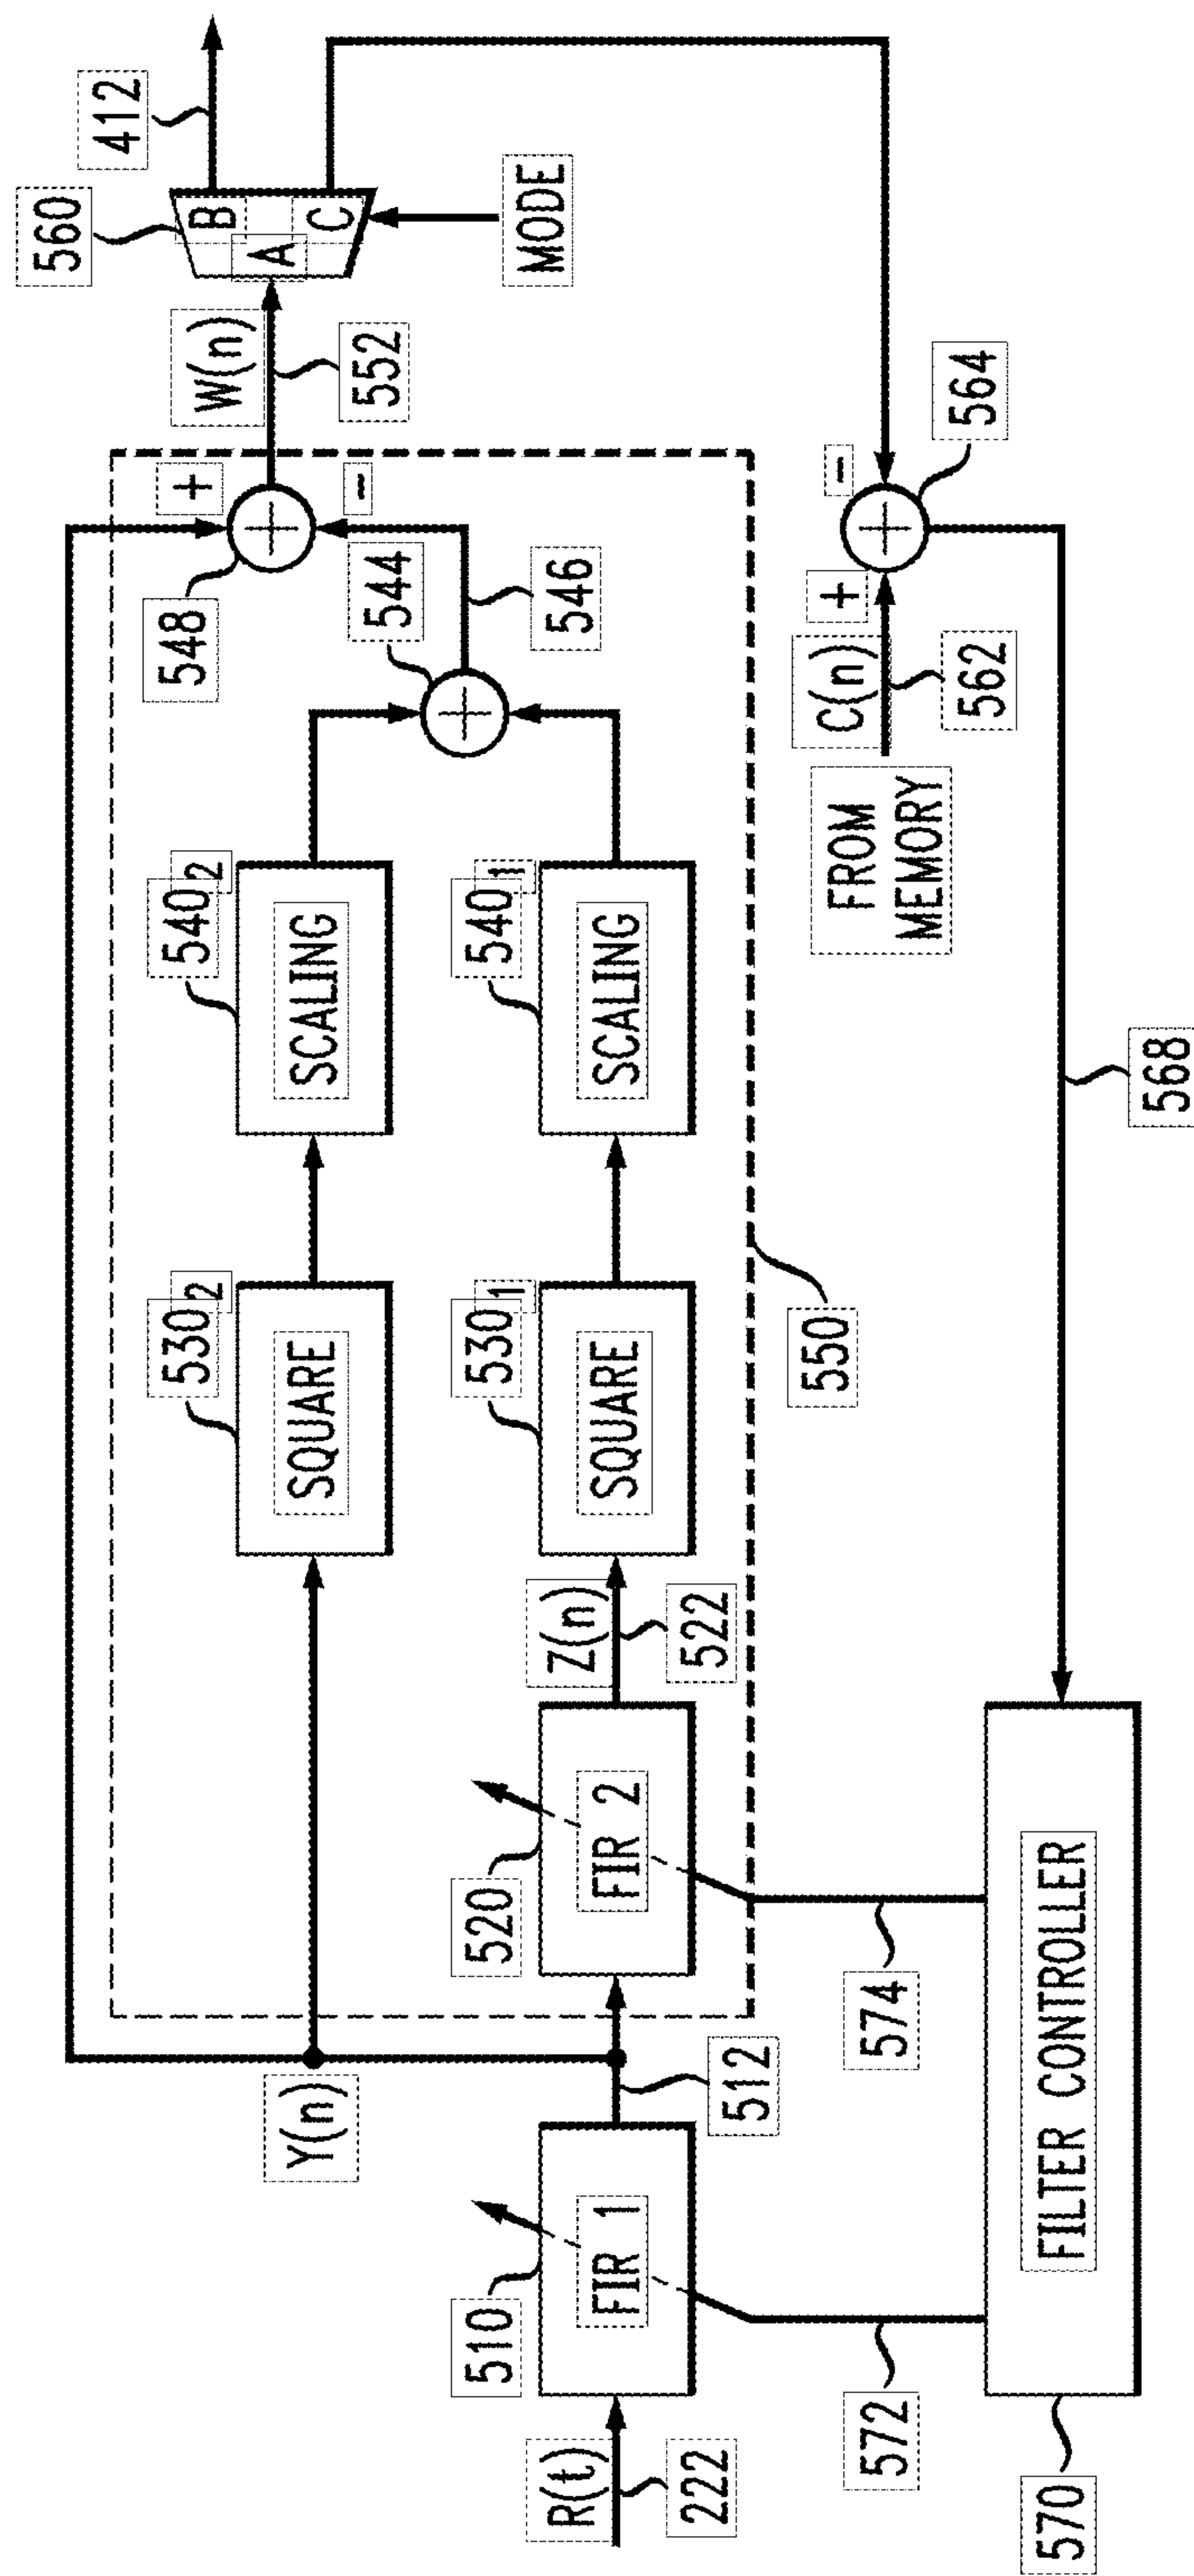 R(t)
222
510
FIR 1
512
Y(n)
520
FIR 2
Z(n)
522
530₂
SQUARE
530₁
SQUARE
540₂
SCALING
540₁
SCALING
544
546
548
+
-
550
W(n)
552
560
A
B
C
MODE
412
FROM
MEMORY
C(n)
562
+
-
564
568
FILTER CONTROLLER
570
572
574